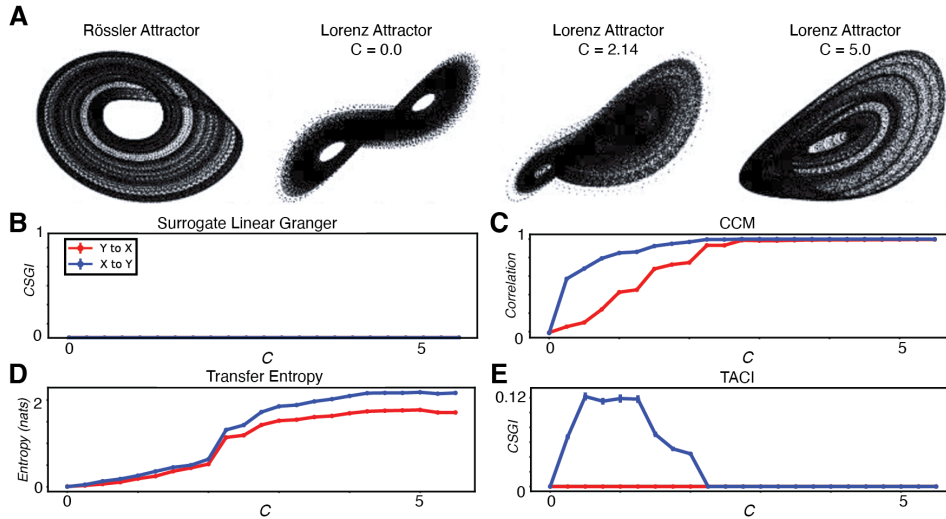 A
Rössler Attractor
Lorenz Attractor
C = 0.0
Lorenz Attractor
C = 2.14
Lorenz Attractor
C = 5.0
B
Surrogate Linear Granger
1
CSGI
0
Y to X
X to Y
0
5
C
C
CCM
1
Correlation
0
0
5
C
D
Transfer Entropy
2
Entropy (nats)
0
0
5
C
E
TACI
0.12
CSGI
0
0
5
C